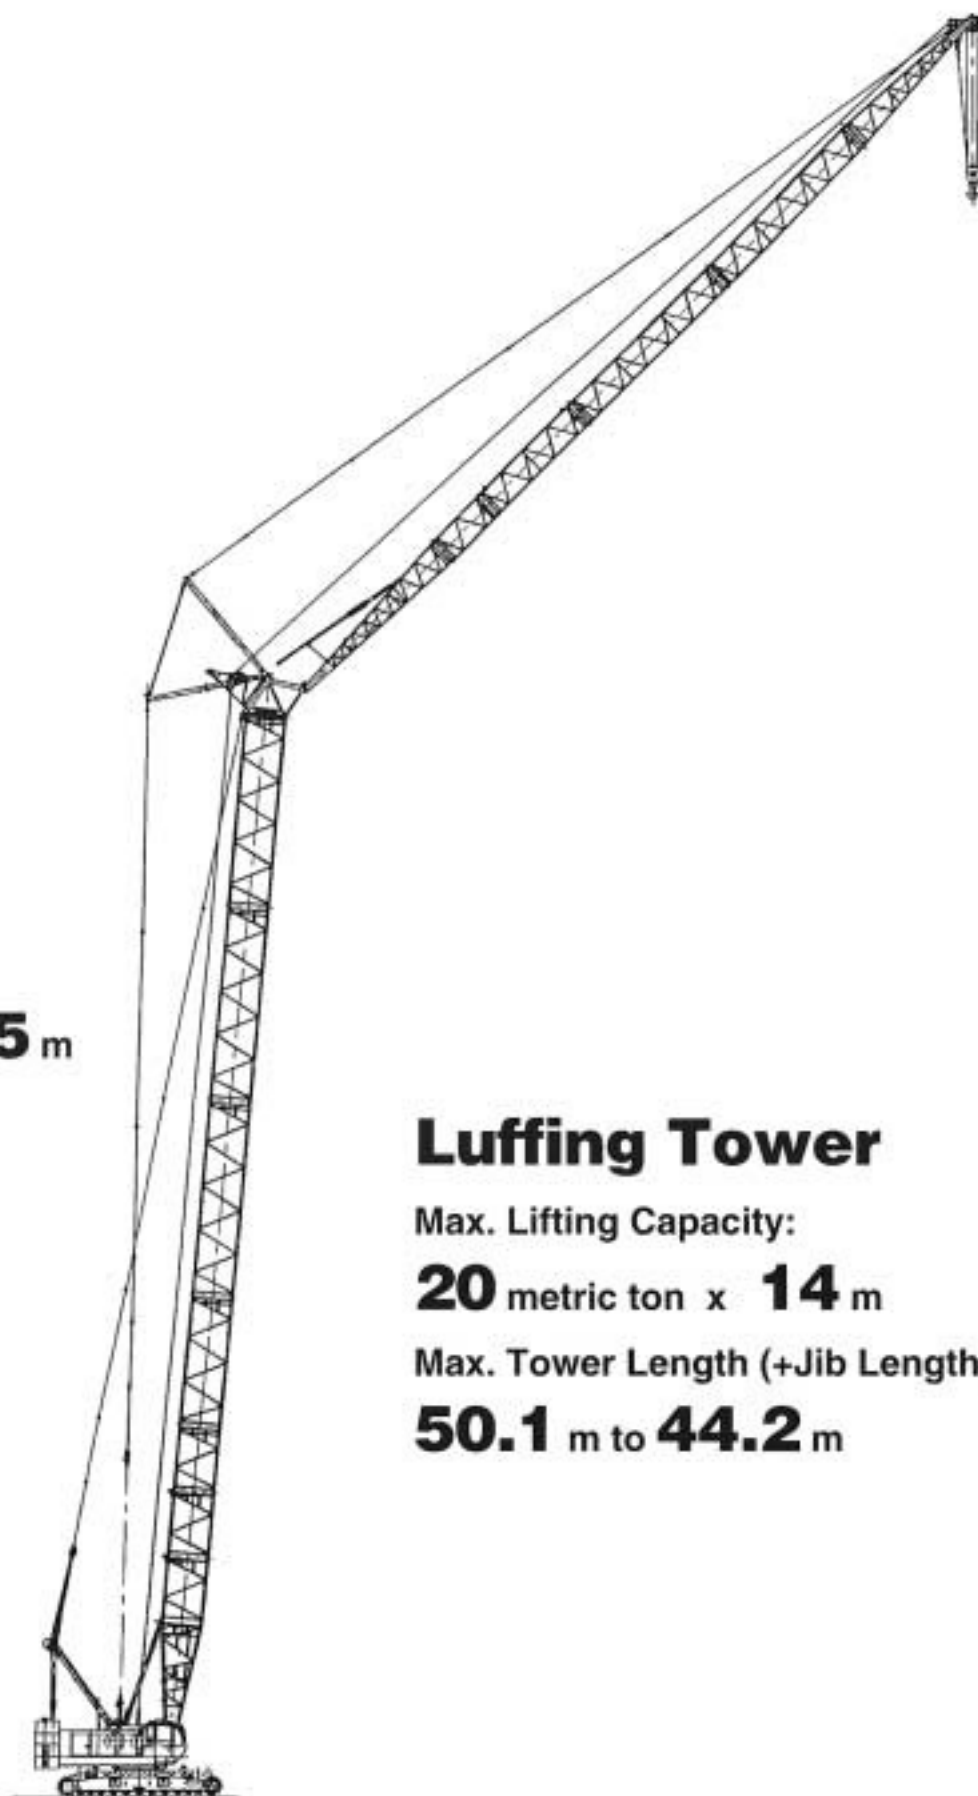 5 m
Luffing Tower
Max. Lifting Capacity:
20 metric ton x 14 m
Max. Tower Length (+Jib Length
50.1 m to 44.2 m